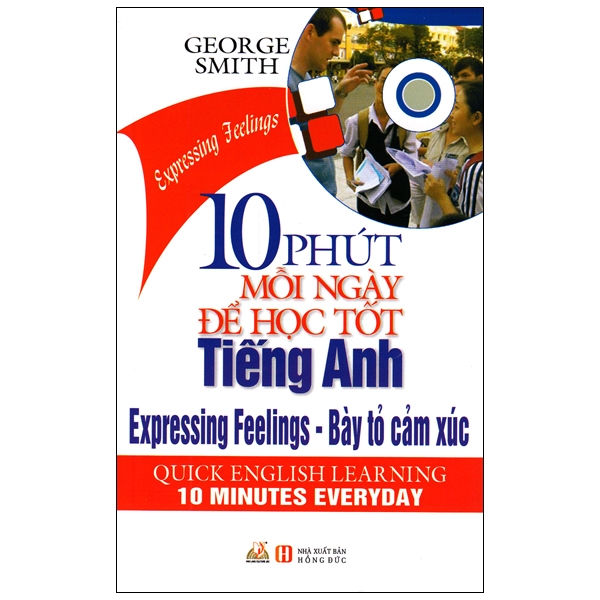 GEORGE
SMITH
Expressing Feelings
10 PHÚT
MỖI NGÀY
ĐỂ HỌC TỐT
Tiếng Anh
Expressing Feelings - Bày tỏ cảm xúc
QUICK ENGLISH LEARNING
10 MINUTES EVERYDAY
H
NHÀ XUẤT BẢN
HỒNG ĐỨC